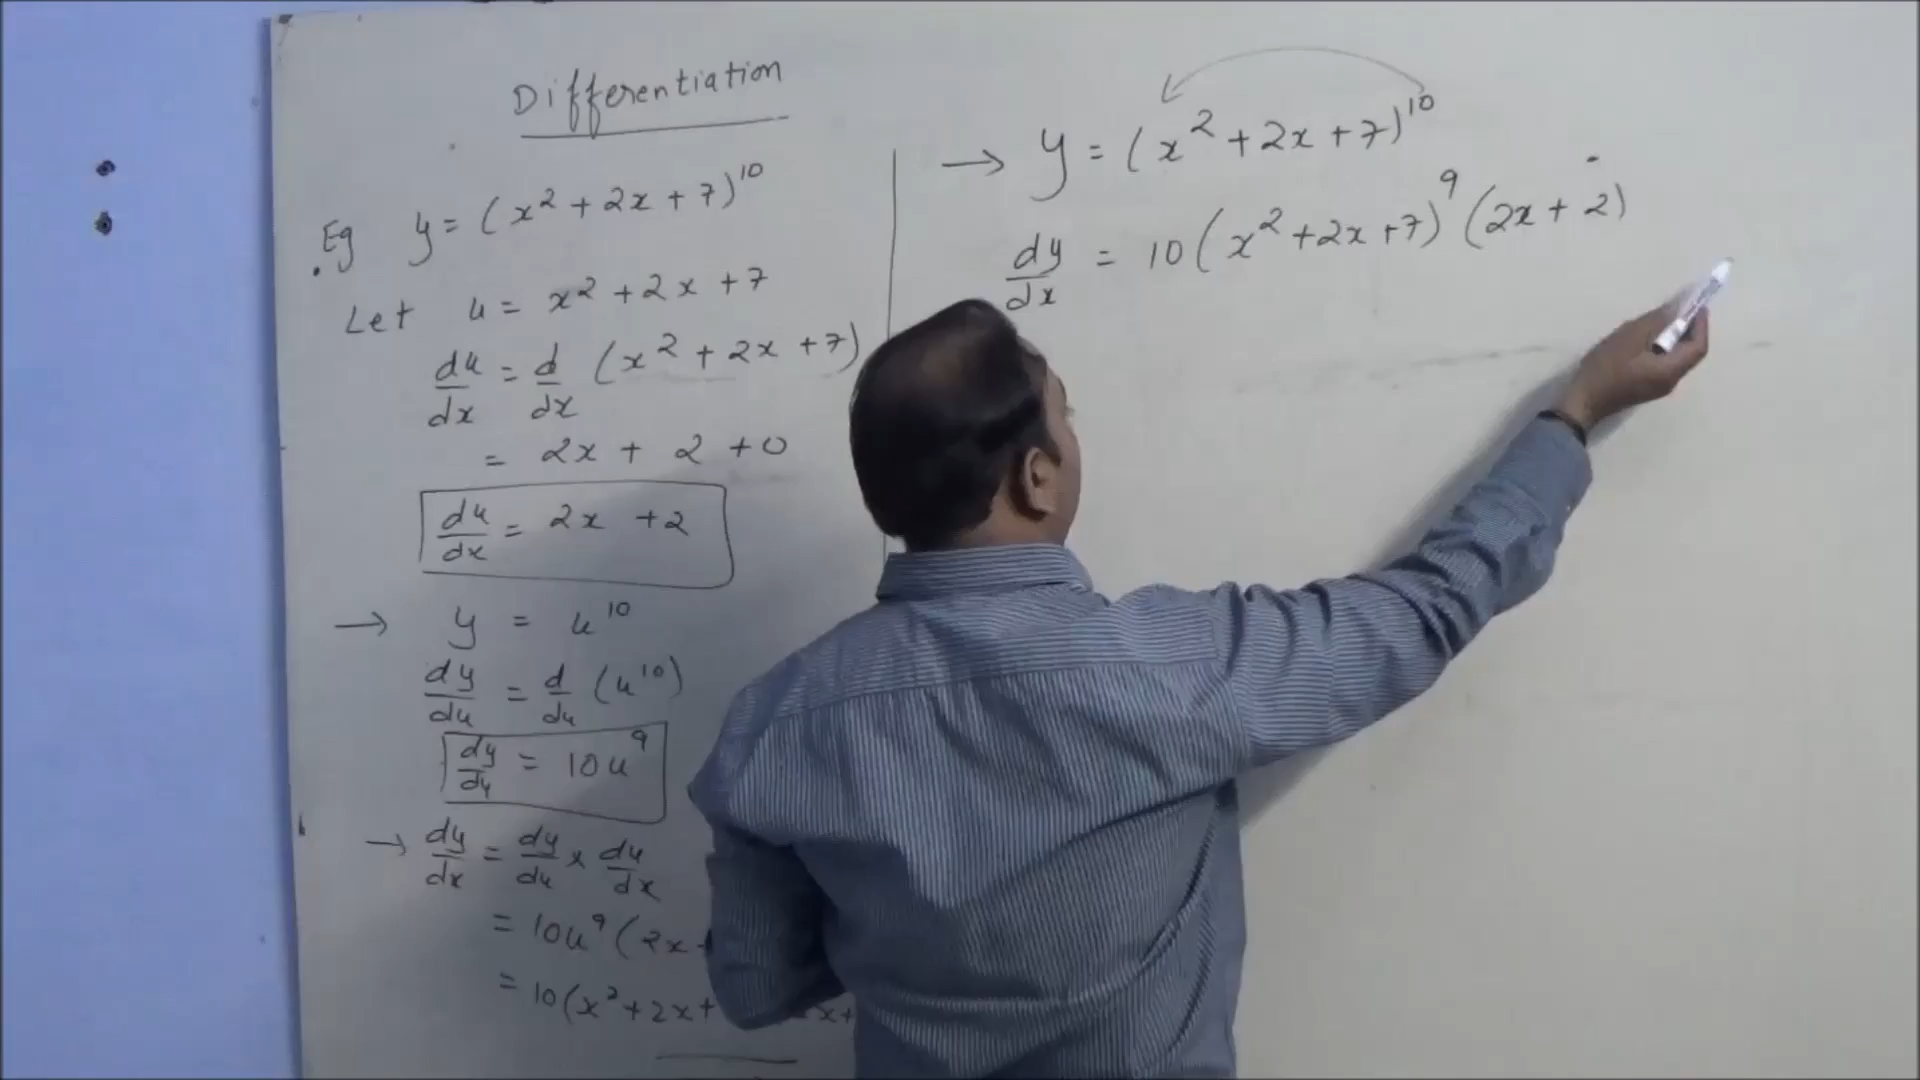 Differentiation
Eg y = (x² + 2x + 7)¹⁰
Let u = x² + 2x + 7
du/dx = d/dx (x² + 2x + 7)
= 2x + 2 + 0
du/dx = 2x + 2
→ y = u¹⁰
dy/du = d/du (u¹⁰)
dy/du = 10u⁹
→ dy/dx = dy/du × du/dx
= 10u⁹ (2x
= 10(x² + 2x + x+
→ y = (x² + 2x + 7)¹⁰
dy/dx = 10 (x² + 2x + 7)⁹ (2x + 2)